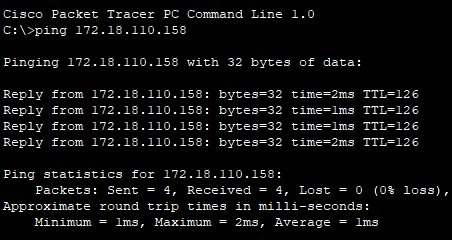 Cisco Packet Tracer PC Command Line 1.0
C:\>ping 172.18.110.158
Pinging 172.18.110.158 with 32 bytes of data:
Reply from 172.18.110.158: bytes=32 time=2ms TTL=126
Reply from 172.18.110.158: bytes=32 time=1ms TTL=126
Reply from 172.18.110.158: bytes=32 time=1ms TTL=126
Reply from 172.18.110.158: bytes=32 time=2ms TTL=126
Ping statistics for 172.18.110.158:
Packets: Sent = 4, Received = 4, Lost = 0 (0% loss),
Approximate round trip times in milli-seconds:
Minimum = 1ms, Maximum = 2ms, Average = 1ms